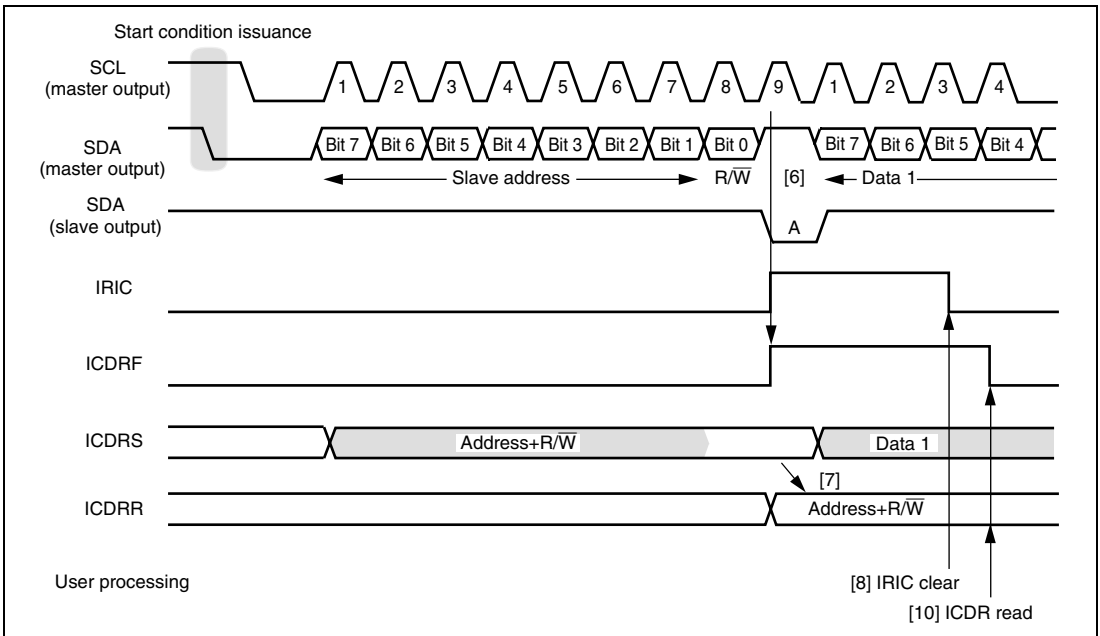 Start condition issuance
SCL
(master output)
1 2 3 4 5 6 7 8 9 1 2 3 4
SDA
(master output)
Bit 7 Bit 6 Bit 5 Bit 4 Bit 3 Bit 2 Bit 1 Bit 0 Bit 7 Bit 6 Bit 5 Bit 4
Slave address R/W̅ [6] Data 1
SDA
(slave output)
A
IRIC
ICDRF
ICDRS
Address+R/W̅ Data 1
[7]
ICDRR
Address+R/W̅
User processing
[8] IRIC clear
[10] ICDR read